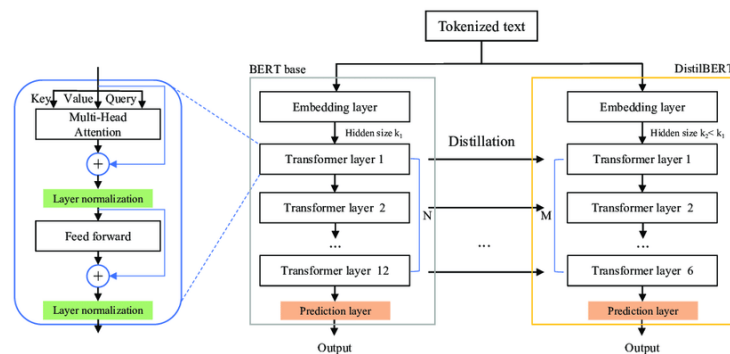 Tokenized text
BERT base
DistilBERT
Key Value Query
Multi-Head
Attention
+
Layer normalization
Feed forward
+
Layer normalization
Embedding layer
Hidden size k₁
Transformer layer 1
Transformer layer 2
...
Transformer layer 12
N
Prediction layer
Output
Distillation
...
Embedding layer
Hidden size k₂< k₁
Transformer layer 1
Transformer layer 2
...
Transformer layer 6
M
Prediction layer
Output